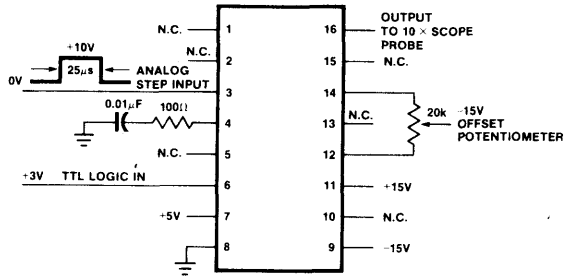 N.C. 1 16 OUTPUT
TO 10 × SCOPE
PROBE
N.C. 2 15 N.C.
+10V
0V 25μs ANALOG
STEP INPUT
3 14
0.01μF 100Ω 4 13 N.C. 20k -15V
OFFSET
POTENTIOMETER
N.C. 5 12
+3V TTL LOGIC IN 6 11 +15V
+5V 7 10 N.C.
8 9 -15V